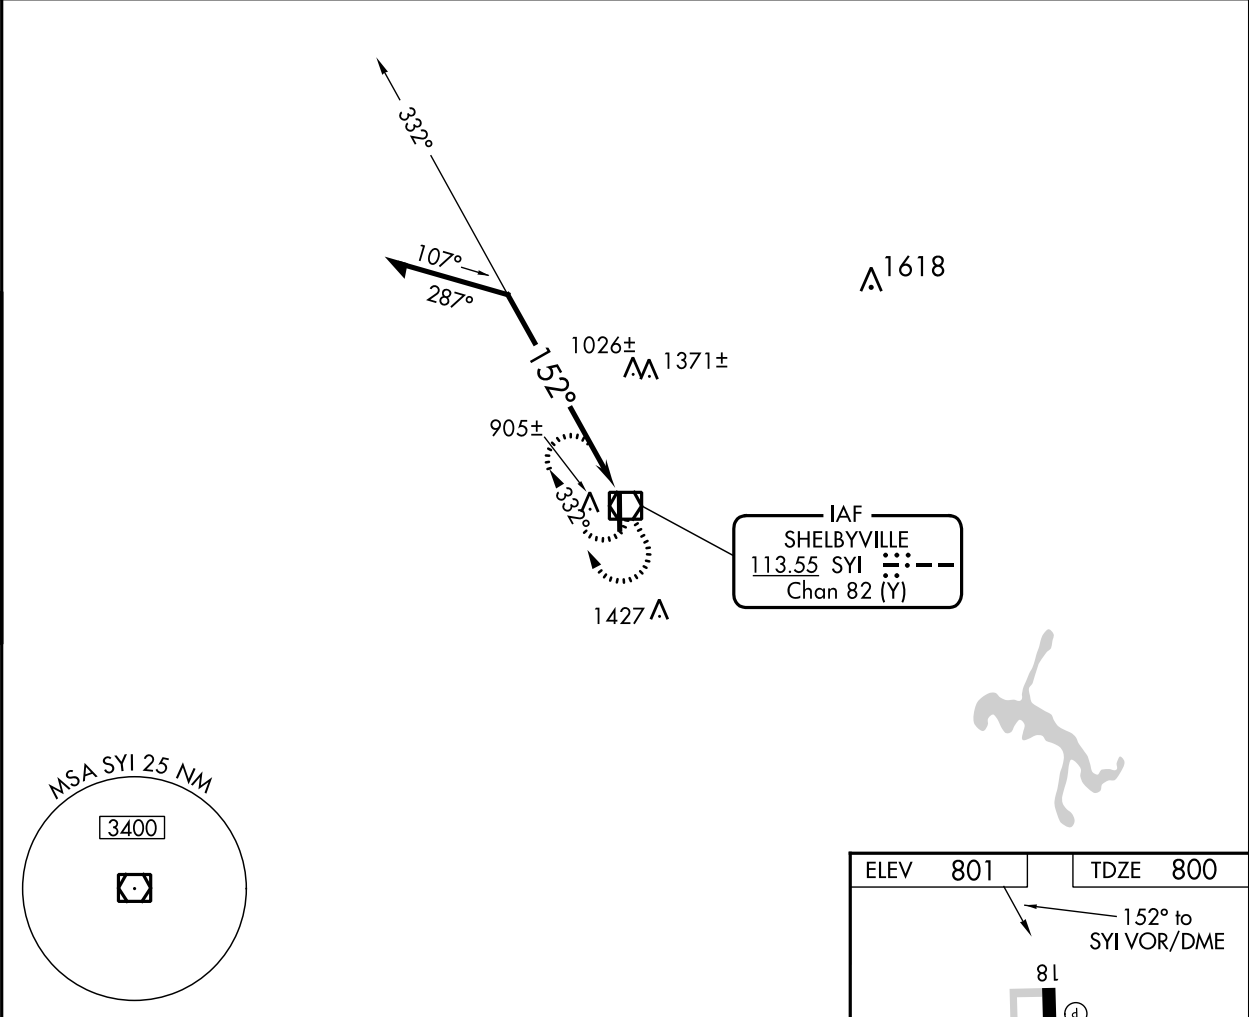 332°
107°
287°
1618
1026±
1371±
152°
905±
332°
IAF
SHELBYVILLE
113.55 SYI
Chan 82 (Y)
1427
MSA SYI 25 NM
3400
ELEV 801
TDZE 800
152° to
SYI VOR/DME
18
P